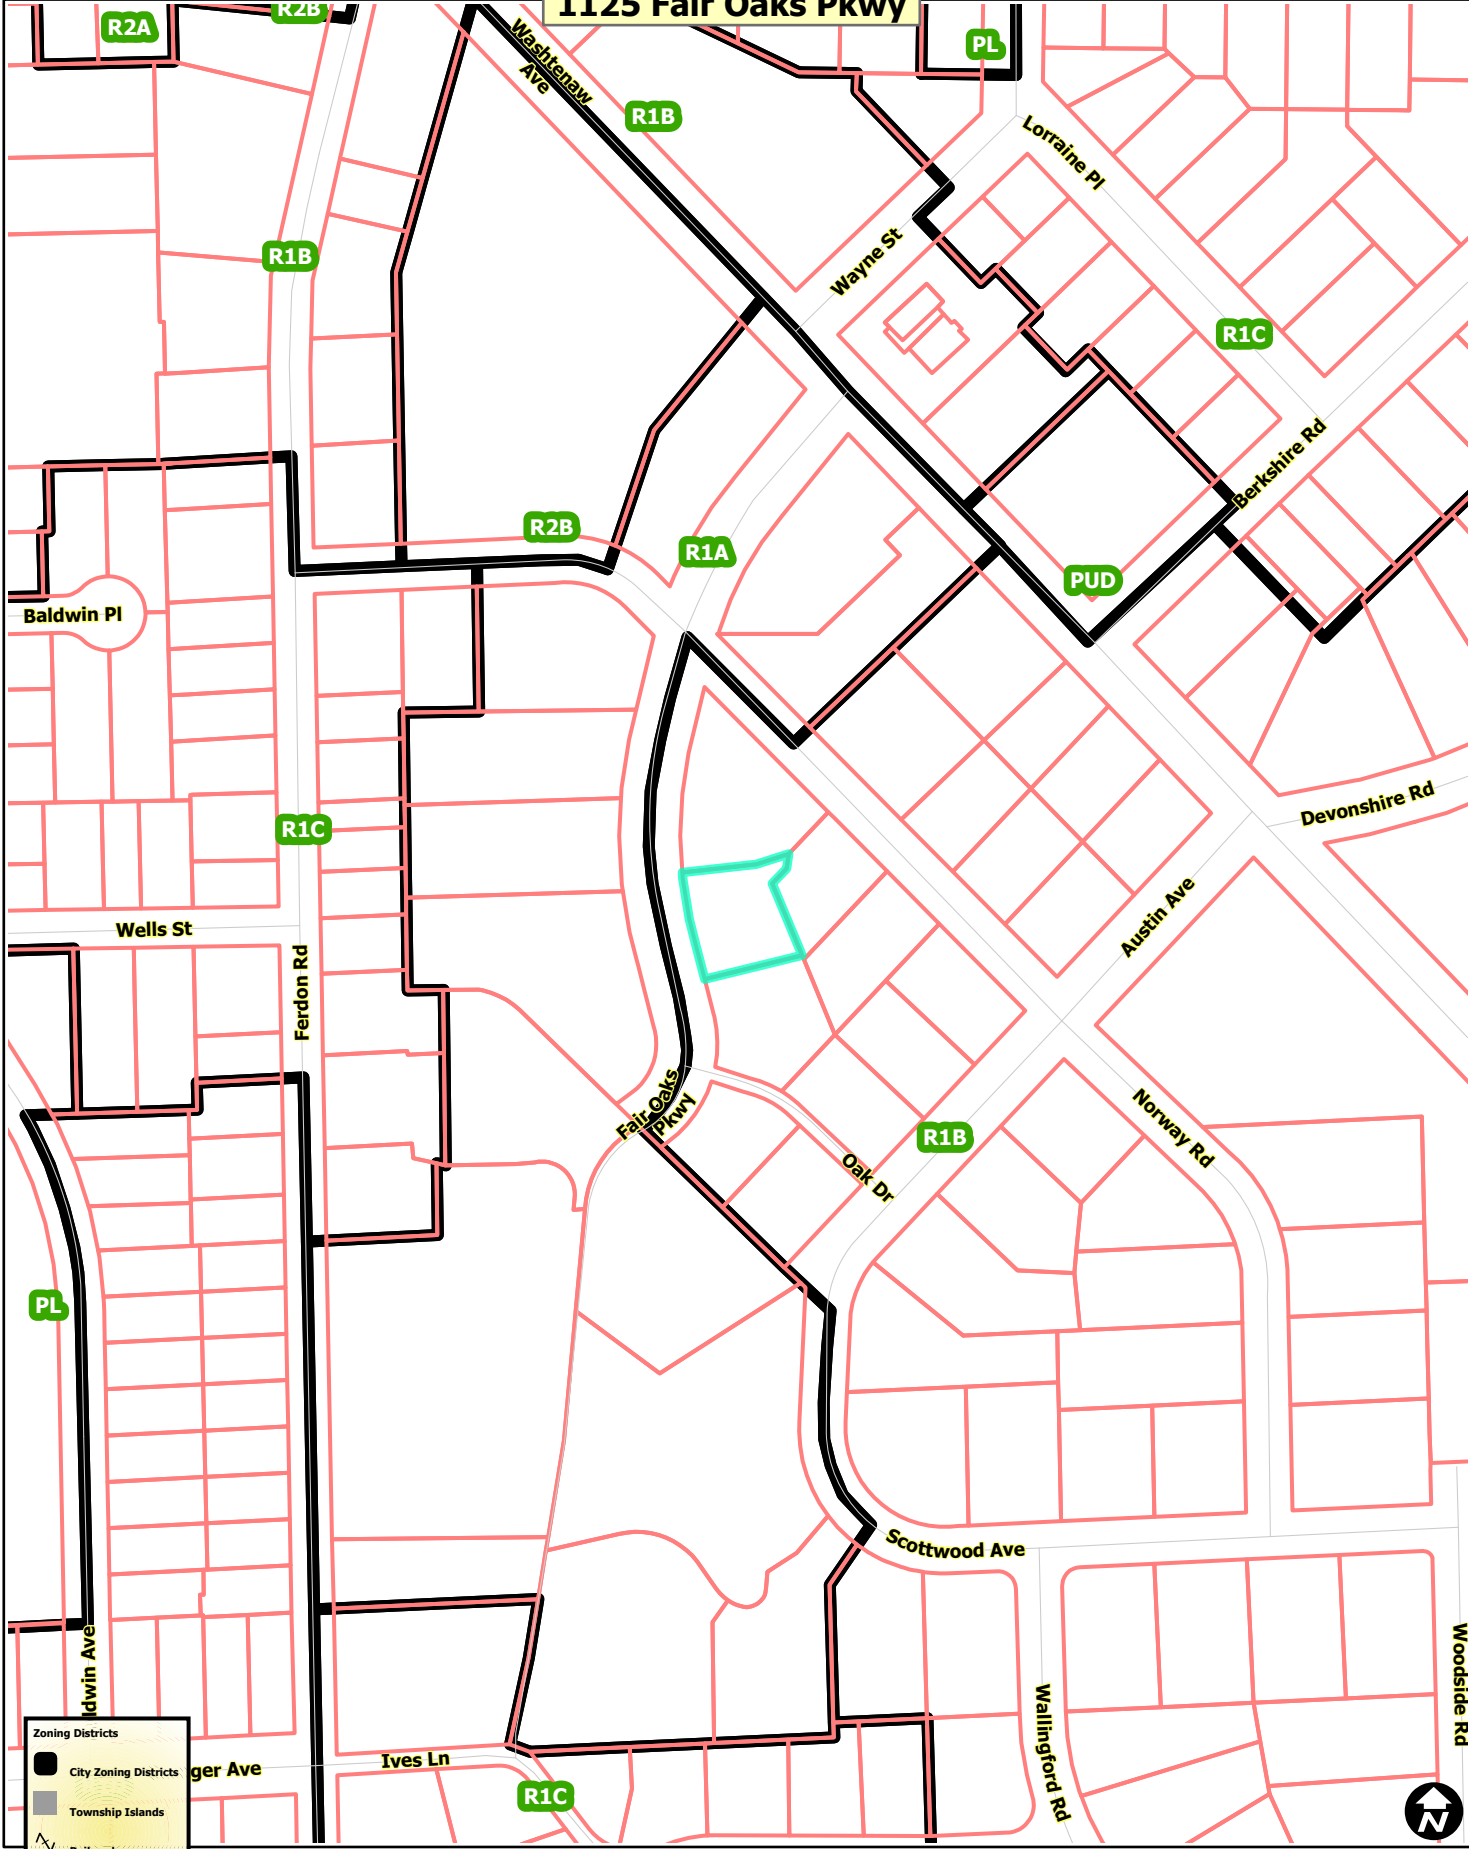 1125 Fair Oaks Pkwy
R2A
R2B
PL
Washtenaw
Ave
R1B
Lorraine Pl
Wayne St
R1B
R1C
Berkshire Rd
R2B
R1A
PUD
Baldwin Pl
Devonshire Rd
R1C
Austin Ave
Wells St
Ferdon Rd
Fair Oaks
Pkwy
Norway Rd
R1B
Oak Dr
PL
Scottwood Ave
Woodside Rd
Wallingford Rd
ldwin Ave
Zoning Districts
City Zoning Districts
Township Islands
ger Ave
Ives Ln
R1C
N